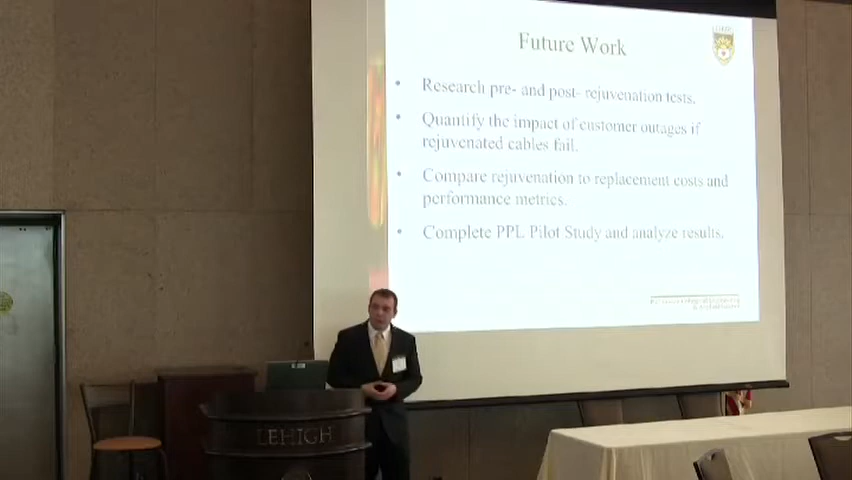 Future Work
• Research pre- and post- rejuvenation tests.
• Quantify the impact of customer outages if
rejuvenated cables fail.
• Compare rejuvenation to replacement costs and
performance metrics.
• Complete PPL Pilot Study and analyze results.
LEHIGH